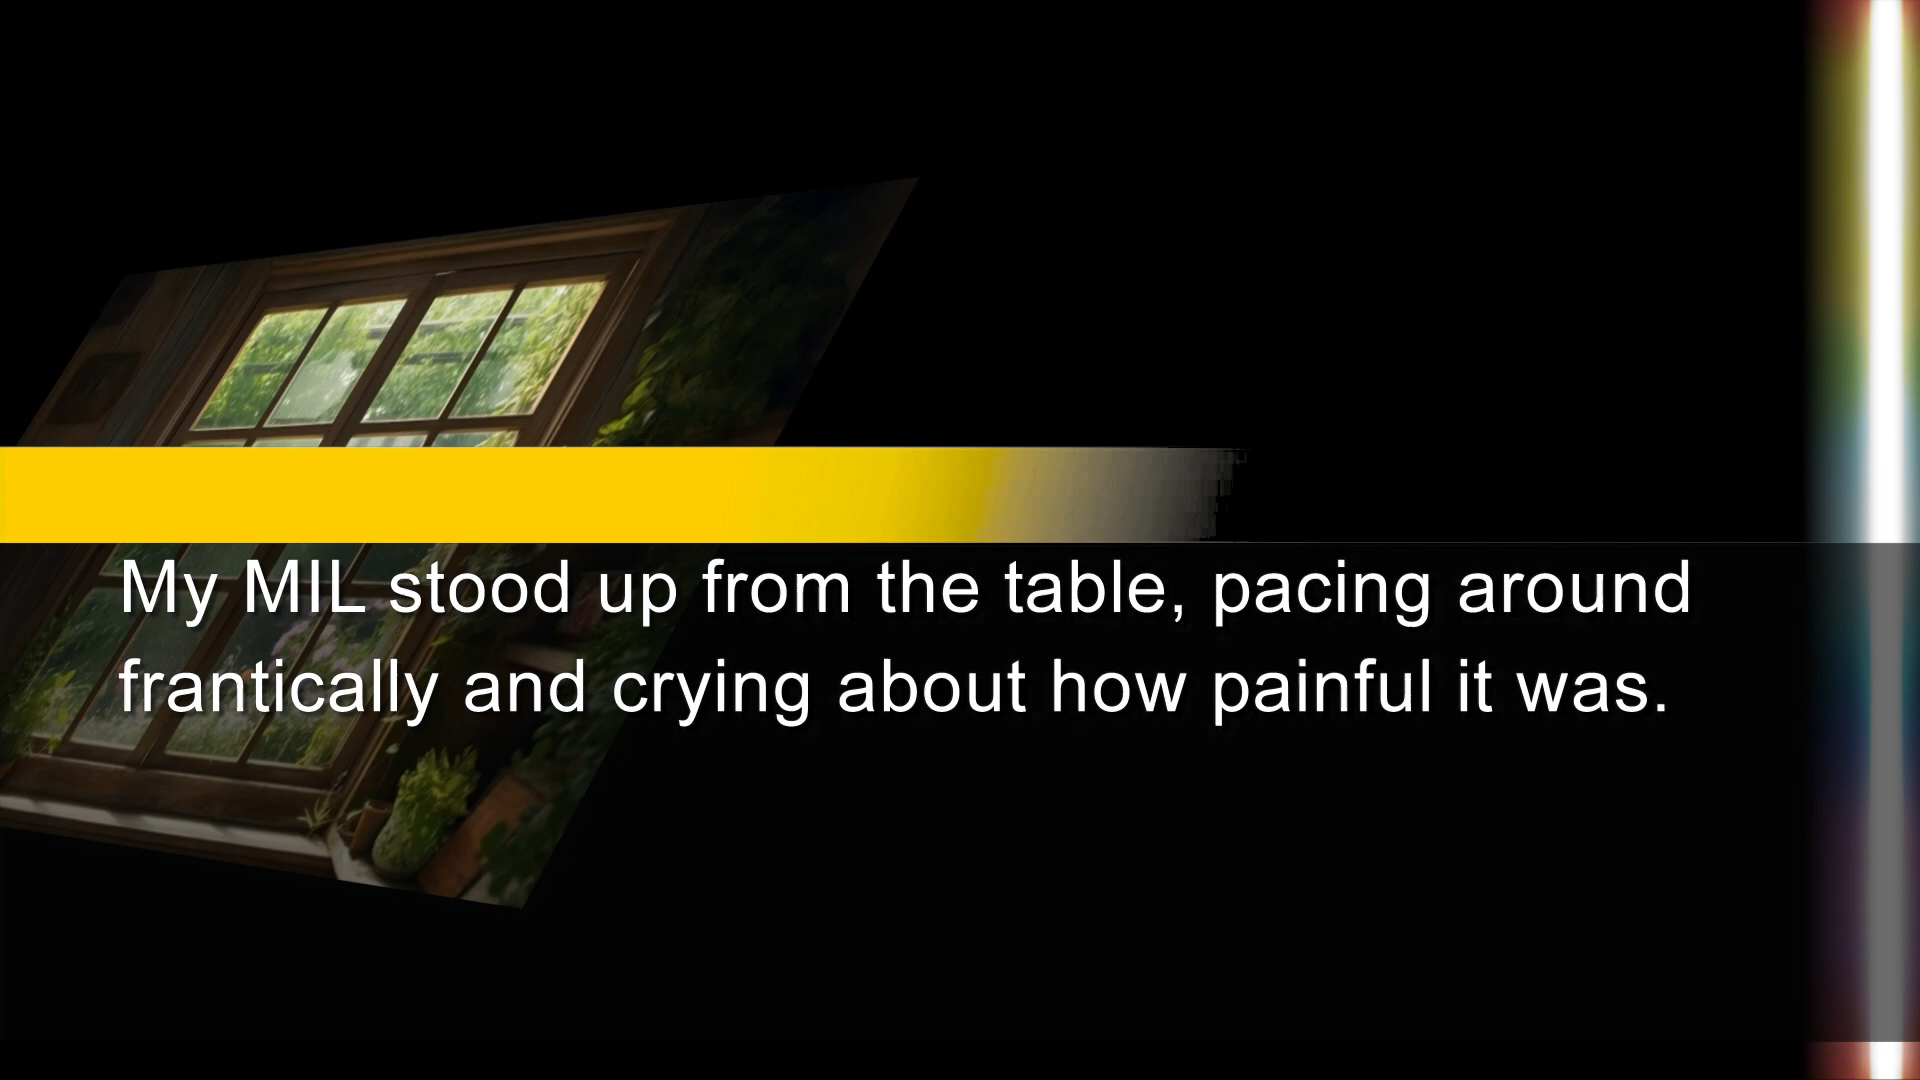 My MIL stood up from the table, pacing around
frantically and crying about how painful it was.